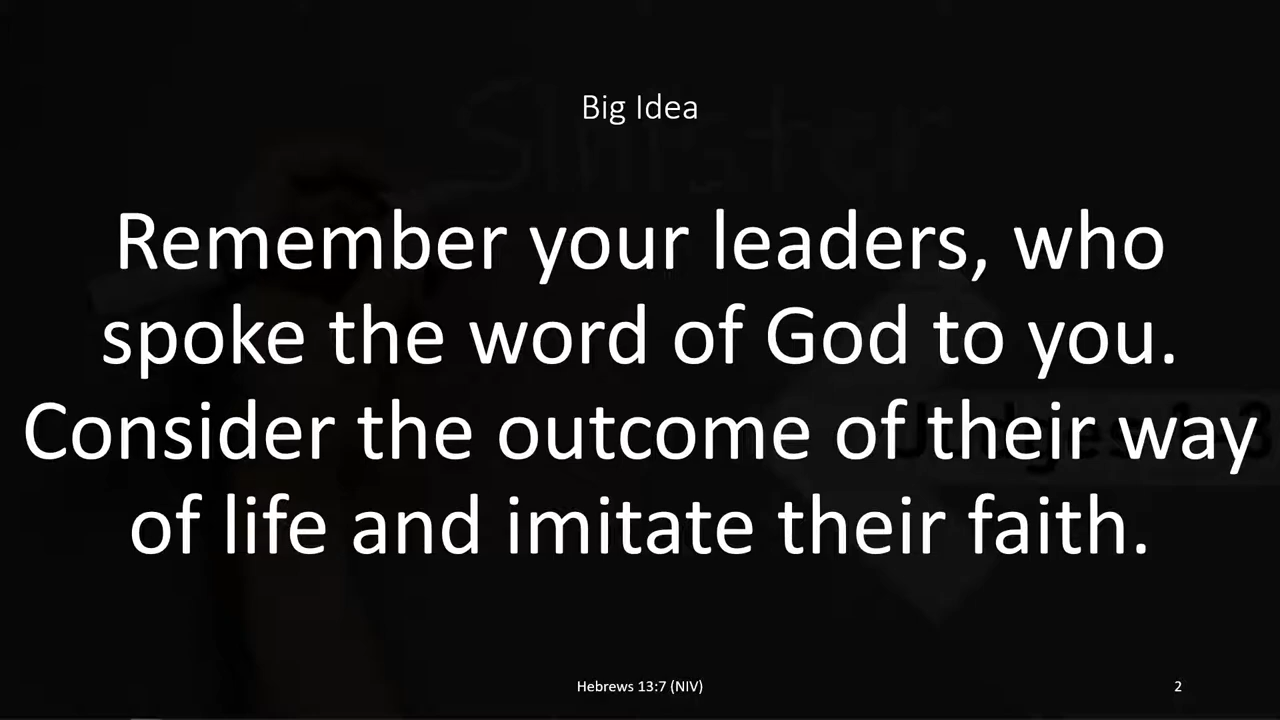 Big Idea
Remember your leaders, who
spoke the word of God to you.
Consider the outcome of their way
of life and imitate their faith.
Hebrews 13:7 (NIV)
2